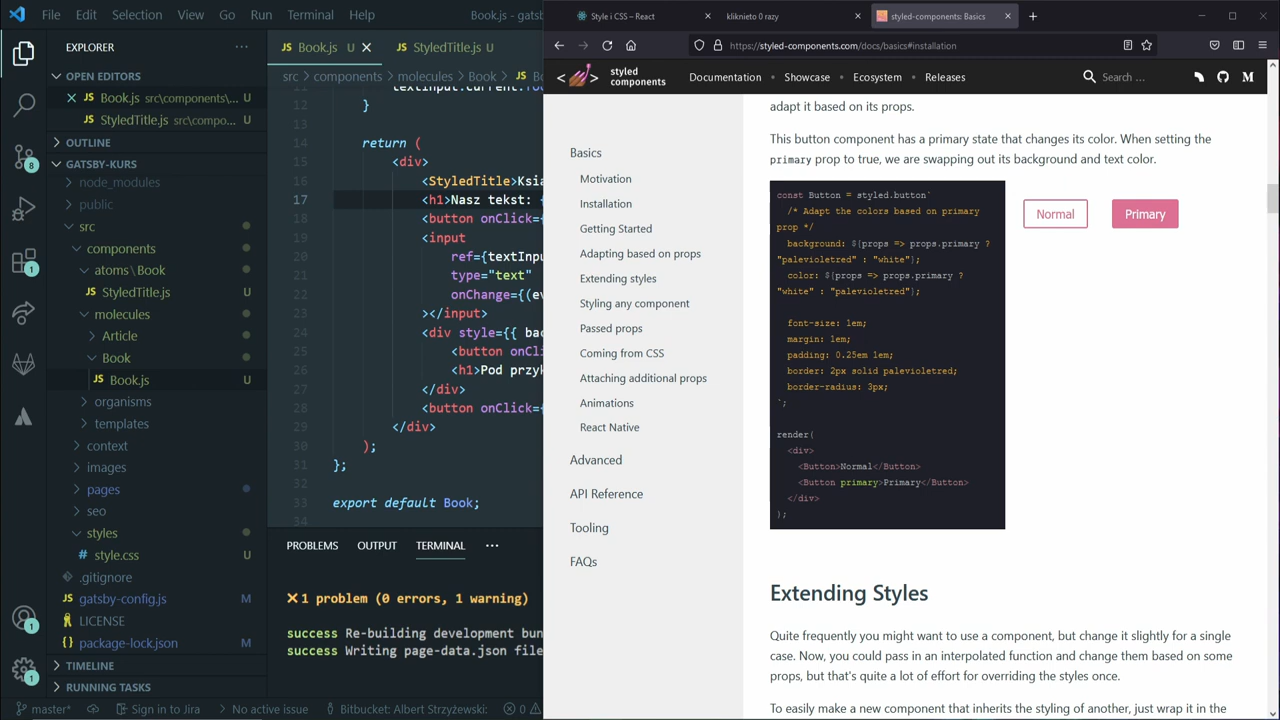 File Edit Selection View Go Run Terminal Help Book.js - gatsb
EXPLORER
OPEN EDITORS
Book.js src\components\...
StyledTitle.js src\compo...
OUTLINE
GATSBY-KURS
node_modules
public
src
components
atoms\Book
StyledTitle.js U
molecules
Article
Book
Book.js U
organisms
templates
context
images
pages
seo
styles
style.css U
.gitignore
gatsby-config.js M
LICENSE
package-lock.json M
TIMELINE
RUNNING TASKS
8
1
1
1
Book.js U
StyledTitle.js U
src > components > molecules > Book > JS
12 }
13
14 return (
15 <div>
16 <StyledTitle>Ksia
17 <h1>Nasz tekst: {
18 <button onClick={
19 <input
20 ref={textInpu
21 type="text"
22 onChange={(ev
23 ></input>
24 <div style={{ bac
25 <button onCli
26 <h1>Pod przyk
27 </div>
28 <button onClick={
29 </div>
30 );
31 };
32
33 export default Book;
34
PROBLEMS OUTPUT TERMINAL ...
1 problem (0 errors, 1 warning)
success Re-building development bun
success Writing page-data.json file
master* Sign in to Jira No active issue Bitbucket: Albert Strzyżewski: 0
Style i CSS – React
kliknieto 0 razy
styled-components: Basics
https://styled-components.com/docs/basics#installation
styled
components
Documentation • Showcase • Ecosystem • Releases
Search ...
Basics
Motivation
Installation
Getting Started
Adapting based on props
Extending styles
Styling any component
Passed props
Coming from CSS
Attaching additional props
Animations
React Native
Advanced
API Reference
Tooling
FAQs
adapt it based on its props.
This button component has a primary state that changes its color. When setting the
primary prop to true, we are swapping out its background and text color.
const Button = styled.button`
/* Adapt the colors based on primary
prop */
background: ${props => props.primary ?
"palevioletred" : "white"};
color: ${props => props.primary ?
"white" : "palevioletred"};
font-size: 1em;
margin: 1em;
padding: 0.25em 1em;
border: 2px solid palevioletred;
border-radius: 3px;
`;
render(
<div>
<Button>Normal</Button>
<Button primary>Primary</Button>
</div>
);
Normal
Primary
Extending Styles
Quite frequently you might want to use a component, but change it slightly for a single
case. Now, you could pass in an interpolated function and change them based on some
props, but that's quite a lot of effort for overriding the styles once.
To easily make a new component that inherits the styling of another, just wrap it in the